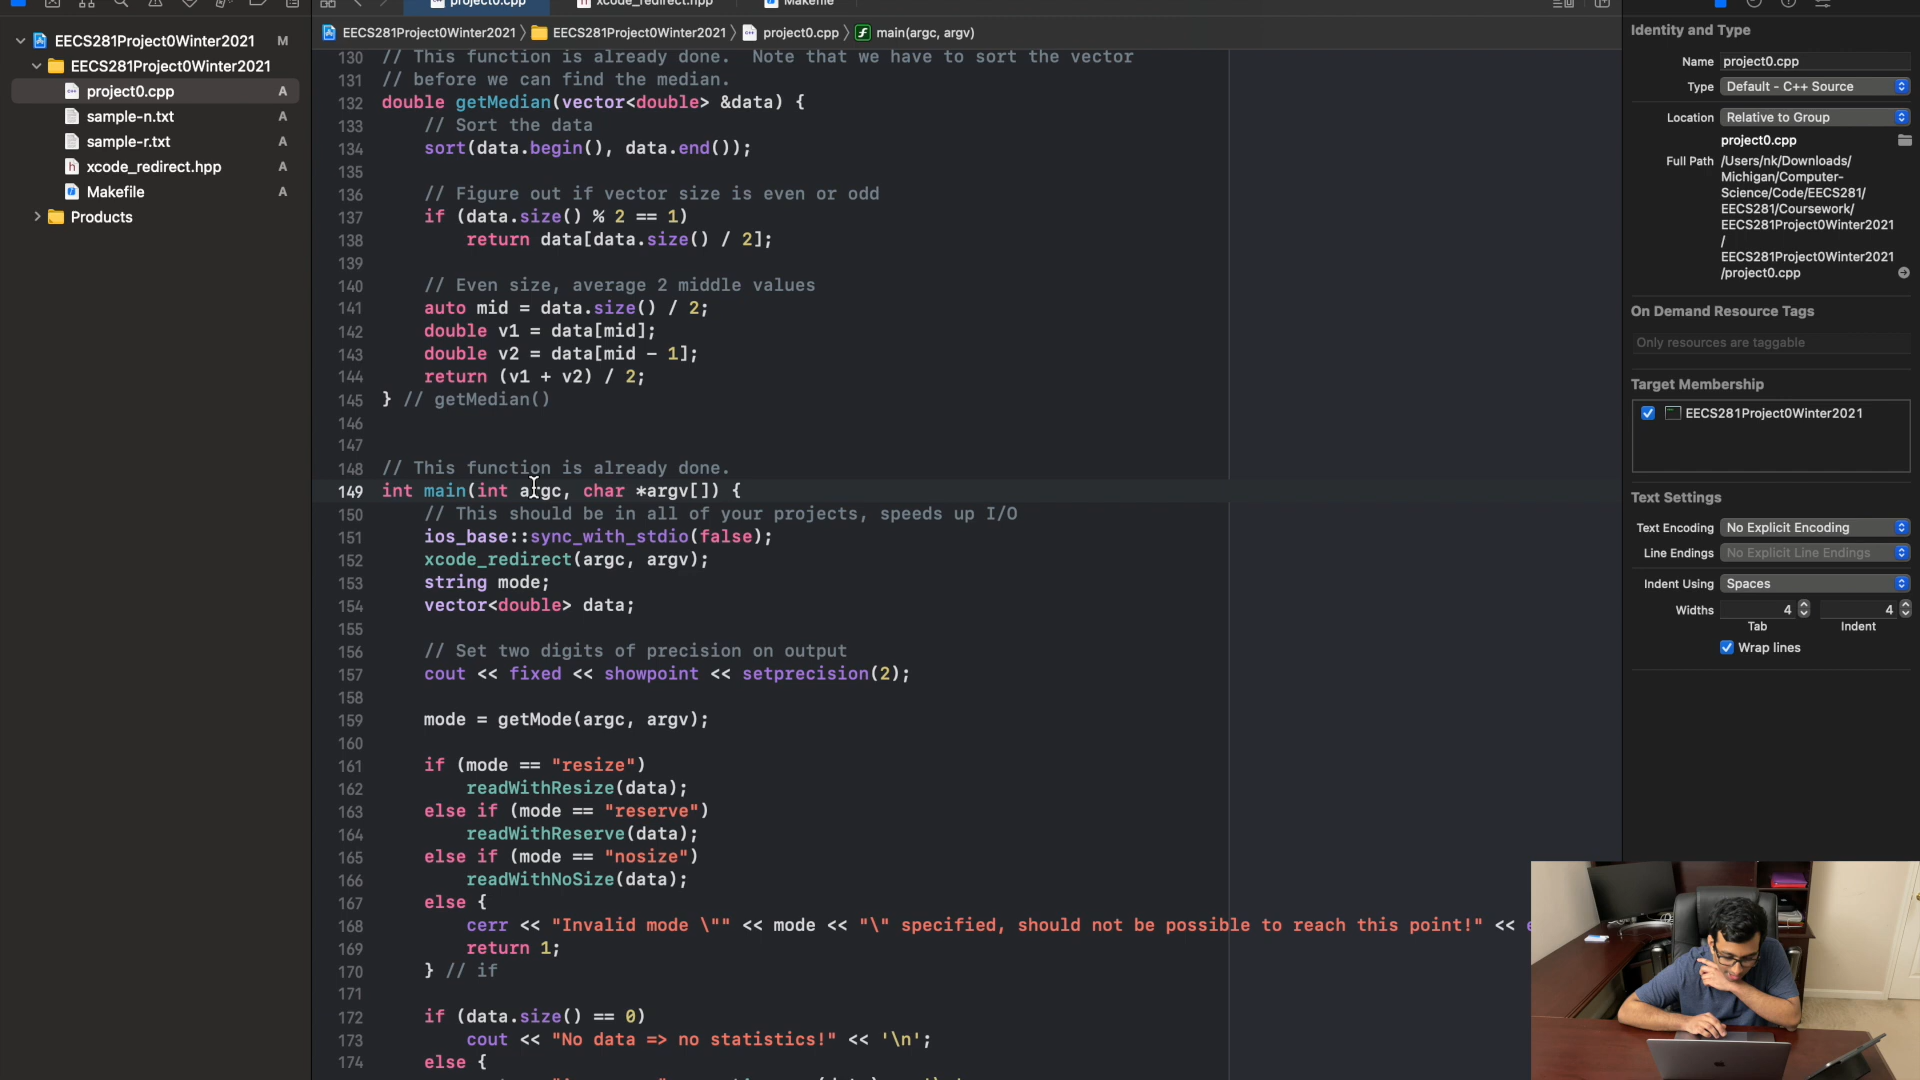 project0.cpp
xcode_redirect.hpp
Makefile
EECS281Project0Winter2021 M
EECS281Project0Winter2021
project0.cpp A
sample-n.txt A
sample-r.txt A
xcode_redirect.hpp A
Makefile A
Products
EECS281Project0Winter2021 〉 EECS281Project0Winter2021 〉 project0.cpp 〉 f main(argc, argv)
130 // This function is already done.  Note that we have to sort the vector
131 // before we can find the median.
132 double getMedian(vector<double> &data) {
133     // Sort the data
134     sort(data.begin(), data.end());
135
136     // Figure out if vector size is even or odd
137     if (data.size() % 2 == 1)
138         return data[data.size() / 2];
139
140     // Even size, average 2 middle values
141     auto mid = data.size() / 2;
142     double v1 = data[mid];
143     double v2 = data[mid - 1];
144     return (v1 + v2) / 2;
145 } // getMedian()
146
147
148 // This function is already done.
149 int main(int argc, char *argv[]) {
150     // This should be in all of your projects, speeds up I/O
151     ios_base::sync_with_stdio(false);
152     xcode_redirect(argc, argv);
153     string mode;
154     vector<double> data;
155
156     // Set two digits of precision on output
157     cout << fixed << showpoint << setprecision(2);
158
159     mode = getMode(argc, argv);
160
161     if (mode == "resize")
162         readWithResize(data);
163     else if (mode == "reserve")
164         readWithReserve(data);
165     else if (mode == "nosize")
166         readWithNoSize(data);
167     else {
168         cerr << "Invalid mode \"" << mode << "\" specified, should not be possible to reach this point!" <<
169         return 1;
170     } // if
171
172     if (data.size() == 0)
173         cout << "No data => no statistics!" << '\n';
174     else {
Identity and Type
Name project0.cpp
Type Default - C++ Source
Location Relative to Group
project0.cpp
Full Path /Users/nk/Downloads/
Michigan/Computer-
Science/Code/EECS281/
EECS281/Coursework/
EECS281Project0Winter2021
/
EECS281Project0Winter2021
/project0.cpp
On Demand Resource Tags
Only resources are taggable
Target Membership
EECS281Project0Winter2021
Text Settings
Text Encoding No Explicit Encoding
Line Endings No Explicit Line Endings
Indent Using Spaces
Widths 4 4
Tab Indent
Wrap lines